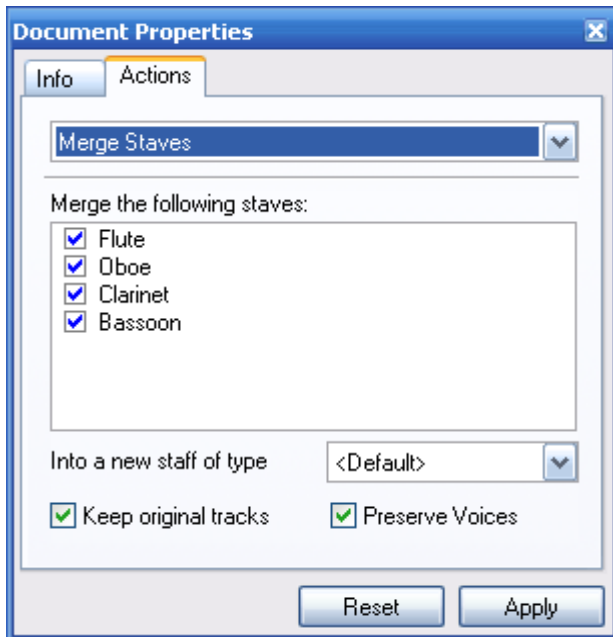 Document Properties
Info Actions
Merge Staves
Merge the following staves:
Flute
Oboe
Clarinet
Bassoon
Into a new staff of type <Default>
Keep original tracks Preserve Voices
Reset Apply